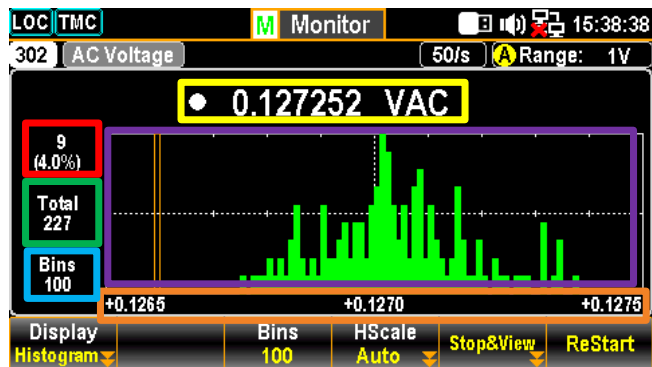 LOC TMC M Monitor 15:38:38
302 AC Voltage 50/s A Range: 1V
0.127252 VAC
9
(4.0%)
Total
227
Bins
100
+0.1265 +0.1270 +0.1275
Display Bins HScale Stop&View ReStart
Histogram 100 Auto